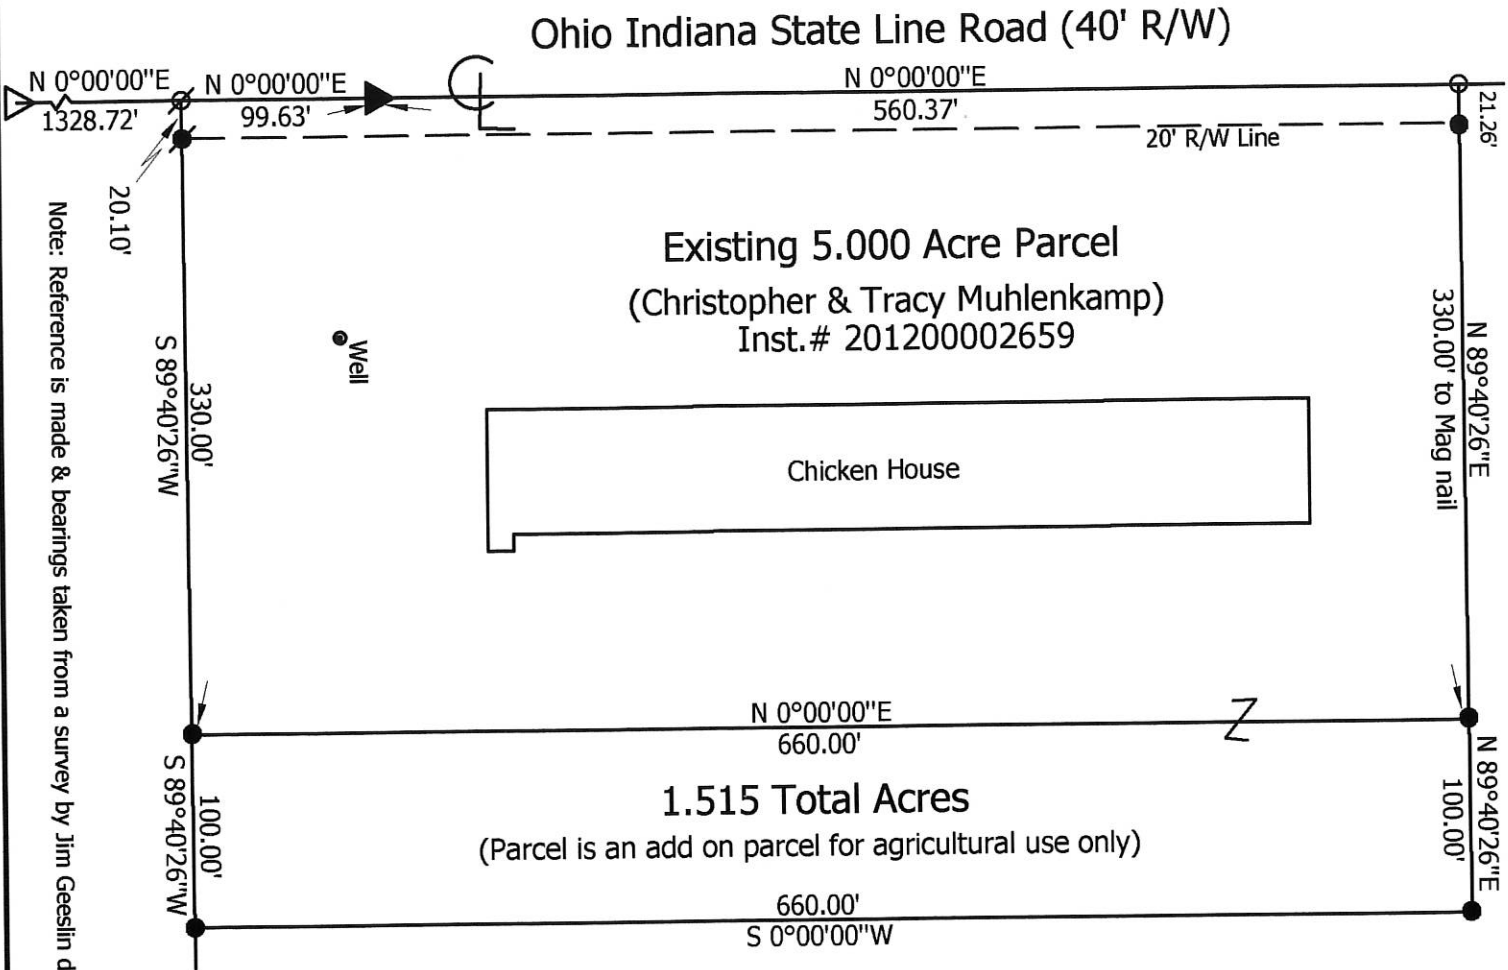 Ohio Indiana State Line Road (40' R/W)
N 0°00'00"E
1328.72'
N 0°00'00"E
99.63'
N 0°00'00"E
560.37'
21.26'
20' R/W Line
20.10'
Note: Reference is made & bearings taken from a survey by Jim Geeslin d
Existing 5.000 Acre Parcel
(Christopher & Tracy Muhlenkamp)
Inst.# 201200002659
Well
330.00'
S 89°40'26"W
N 89°40'26"E
330.00' to Mag nail
Chicken House
N 0°00'00"E
660.00'
Z
100.00'
S 89°40'26"W
N 89°40'26"E
100.00'
1.515 Total Acres
(Parcel is an add on parcel for agricultural use only)
660.00'
S 0°00'00"W